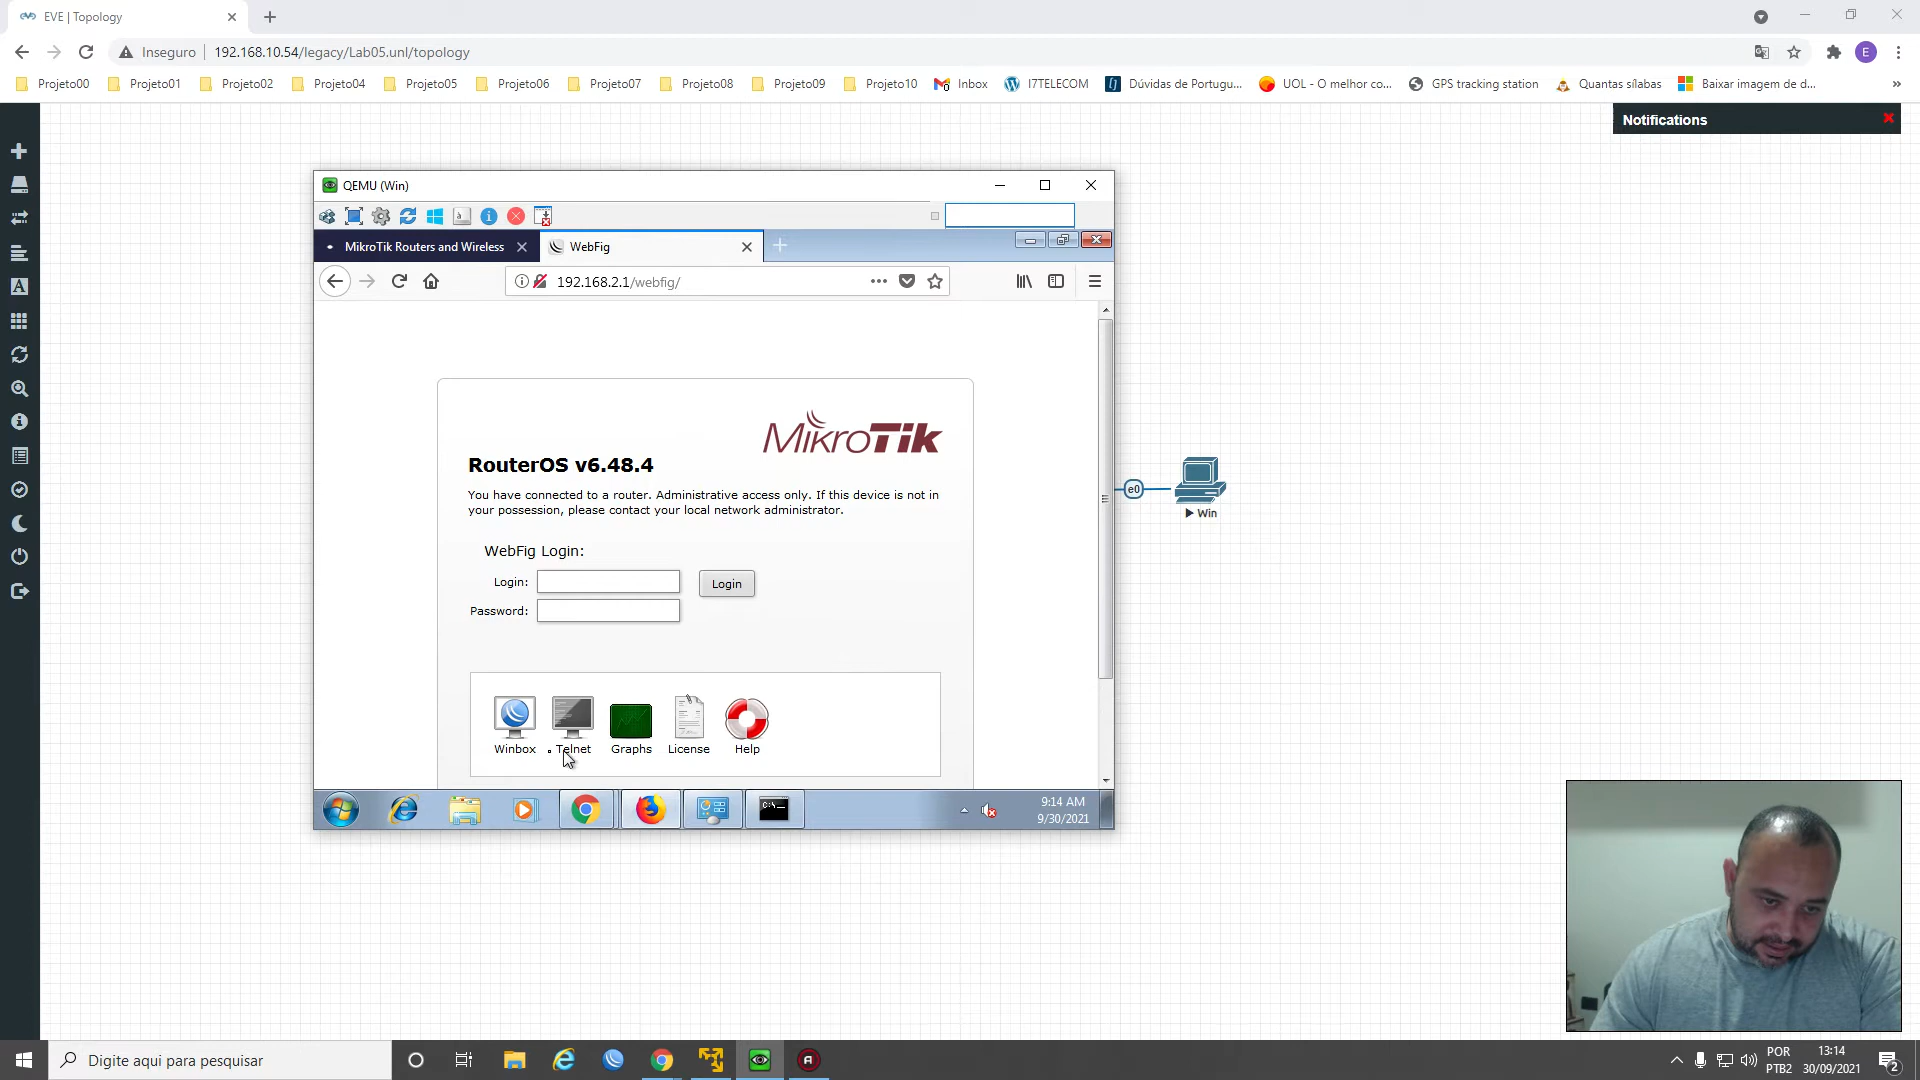 EVE | Topology
Inseguro
192.168.10.54/legacy/Lab05.unl/topology
E
Projeto00
Projeto01
Projeto02
Projeto04
Projeto05
Projeto06
Projeto07
Projeto08
Projeto09
Projeto10
Inbox
I7TELECOM
Dúvidas de Portugu...
UOL - O melhor co...
GPS tracking station
Quantas sílabas
Baixar imagem de d...
»
Notifications
QEMU (Win)
MikroTik Routers and Wireless
WebFig
192.168.2.1/webfig/
MikroTik
RouterOS v6.48.4
You have connected to a router. Administrative access only. If this device is not in
your possession, please contact your local network administrator.
WebFig Login:
Login:
Login
Password:
Winbox
Telnet
Graphs
License
Help
e0
Win
9:14 AM
9/30/2021
Digite aqui para pesquisar
POR
PTB2
13:14
30/09/2021
2